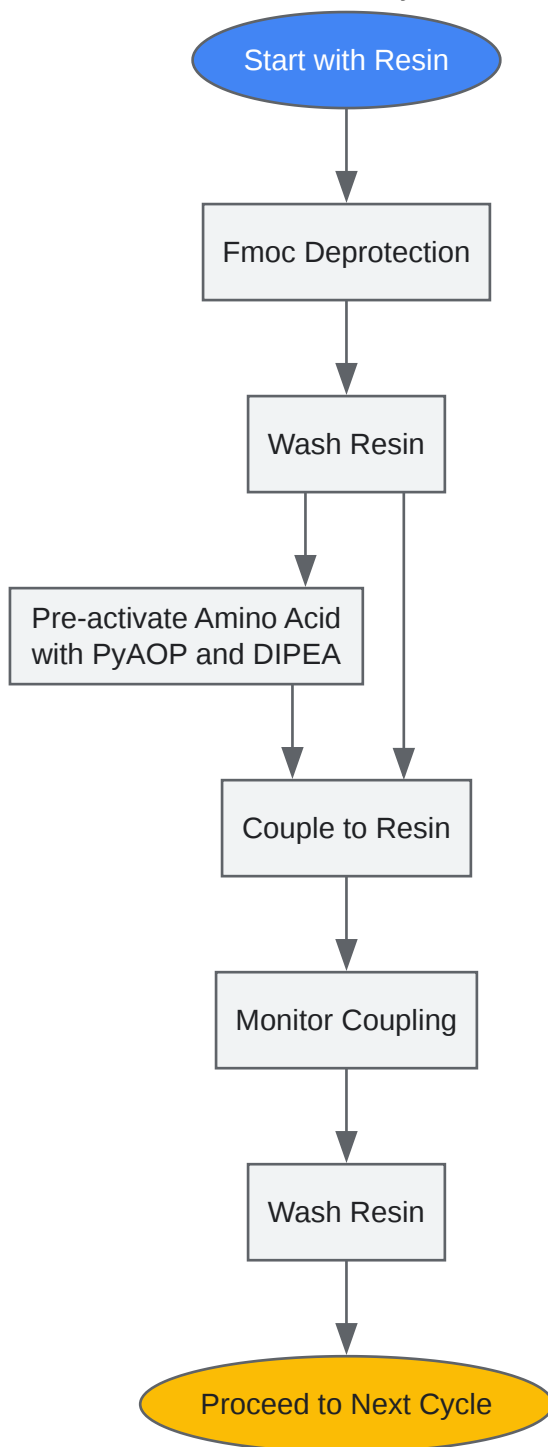 Start with Resin
Fmoc Deprotection
Wash Resin
Pre-activate Amino Acid
with PyAOP and DIPEA
Couple to Resin
Monitor Coupling
Wash Resin
Proceed to Next Cycle